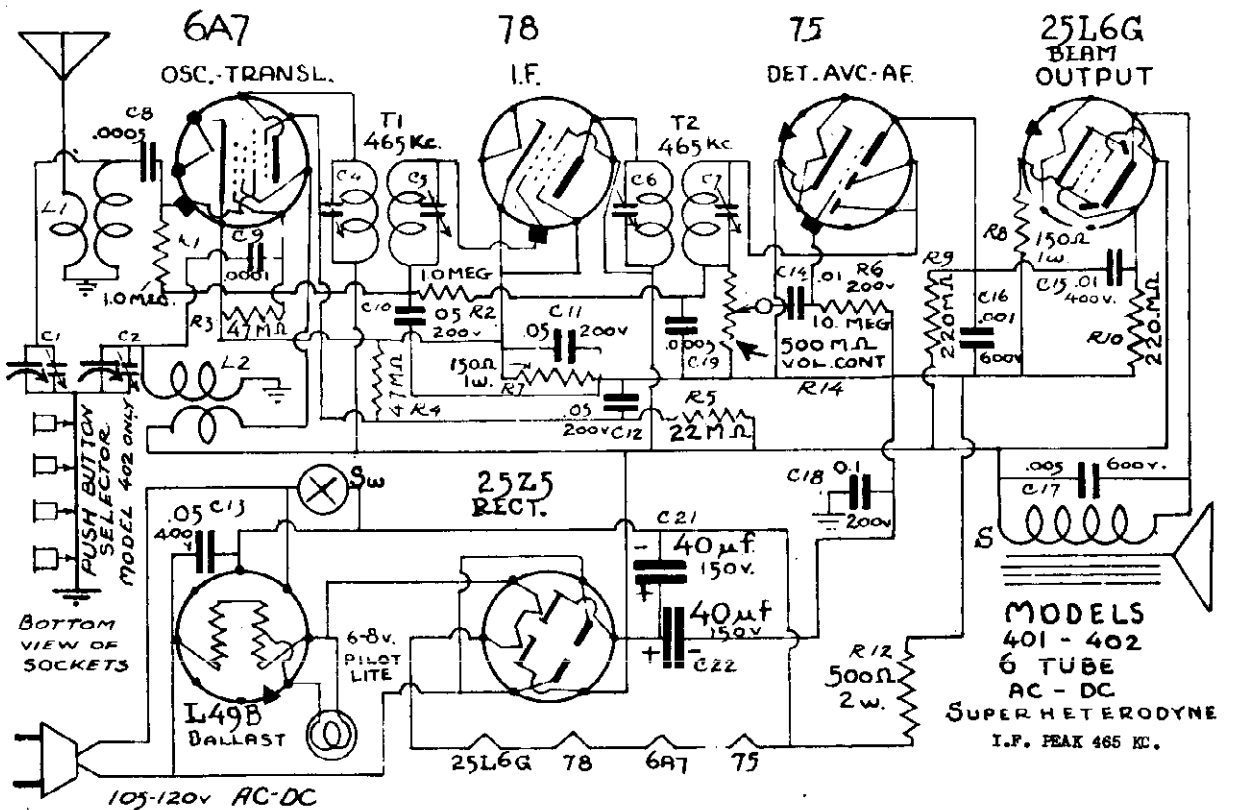 6A7
OSC.-TRANSL.
78
I.F.
75
DET. AVC-AF.
25L6G
BEAM
OUTPUT
C8
.0005
T1
465 Kc.
T2
465 Kc.
C4
C5
C6
C7
L1
R1
C9
.0001
1.0 MEG.
R3
47 MΩ
C10
1.0 MEG
R2
.05
200v
C11
.05
200v
150Ω
1w.
R7
47 MΩ
R4
.05
200v
C12
R5
22 MΩ
.0005
C19
C14
.01
200v
R6
10. MEG
500 MΩ
VOL. CONT
R14
R8
150Ω
1w.
R9
220 MΩ
C15
.01
400v.
C16
.001
600v
R10
220 MΩ
C1
C2
L2
PUSH BUTTON
SELECTOR
MODEL 402 ONLY
Sw
25Z5
RECT.
.05
400v
C13
C21
40 µf
150v.
40 µf
150v
C22
C18
0.1
200v
.005
600v.
C17
S
BOTTOM
VIEW OF
SOCKETS
6-8v.
PILOT
LITE
L49B
BALLAST
R12
500Ω
2w.
MODELS
401 - 402
6 TUBE
AC - DC
SUPERHETERODYNE
I.F. PEAK 465 KC.
25L6G
78
6A7
75
105-120v AC-DC